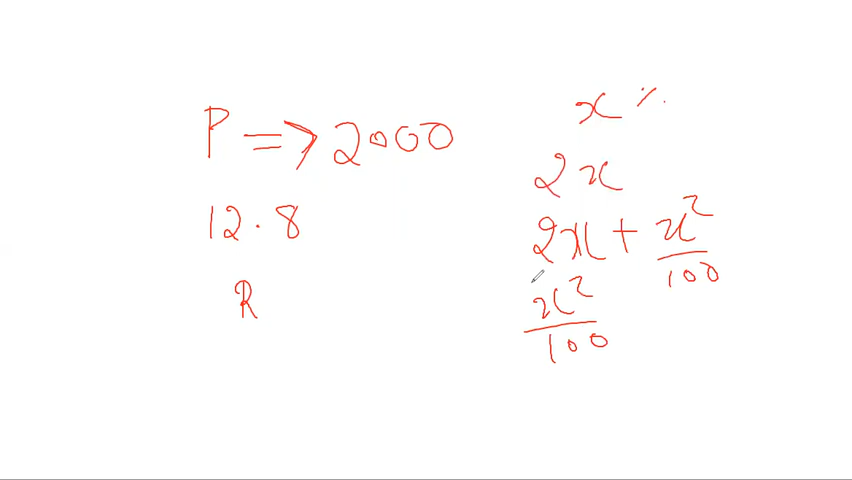 P => 2000
12.8
R
x %
2x
2x + x²/100
x²/100